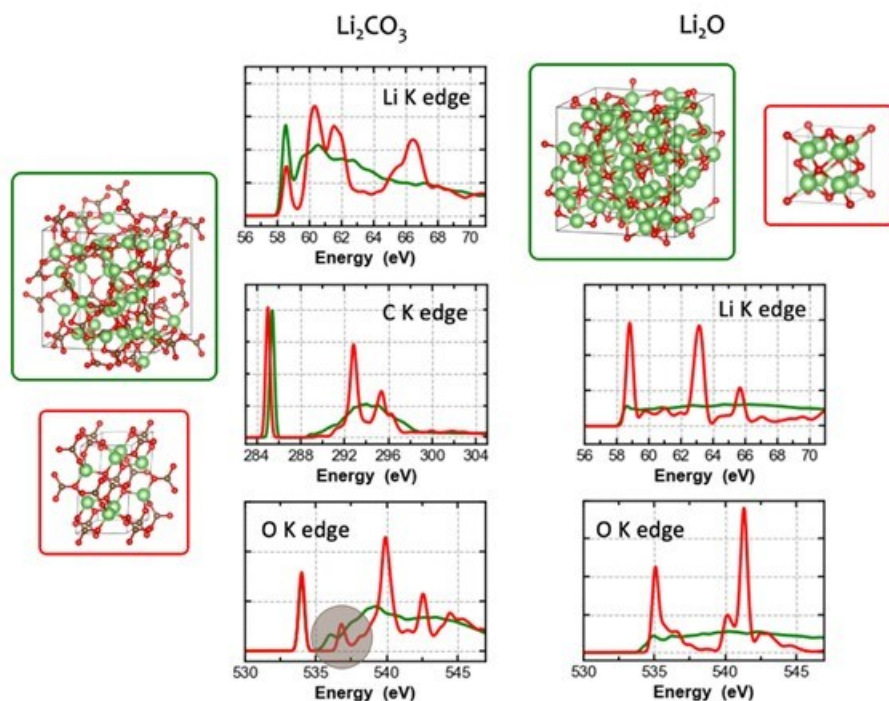 Li₂CO₃
Li₂O
Li K edge
56 58 60 62 64 66 68 70
Energy (eV)
C K edge
284 288 292 296 300 304
Energy (eV)
Li K edge
56 58 60 62 64 66 68 70
Energy (eV)
O K edge
530 535 540 545
Energy (eV)
O K edge
530 535 540 545
Energy (eV)